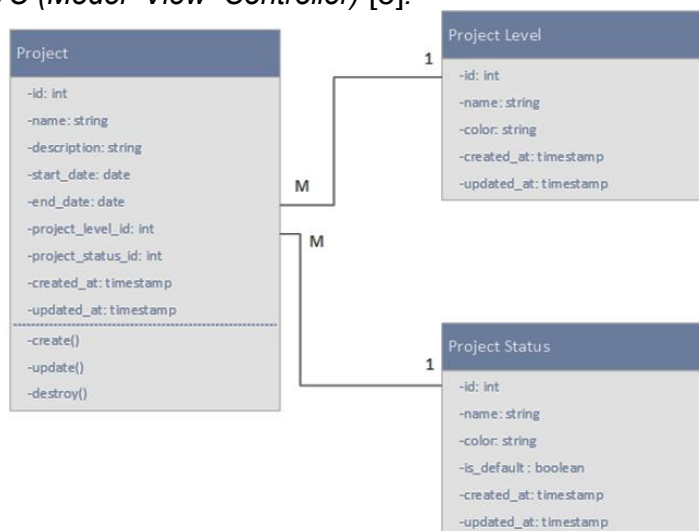 (Model View Controller) [8].
Project
-id: int
-name: string
-description: string
-start_date: date
-end_date: date
-project_level_id: int
-project_status_id: int
-created_at: timestamp
-updated_at: timestamp
-create()
-update()
-destroy()
M
M
1
Project Level
-id: int
-name: string
-color: string
-created_at: timestamp
-updated_at: timestamp
1
Project Status
-id: int
-name: string
-color: string
-is_default : boolean
-created_at: timestamp
-updated_at: timestamp